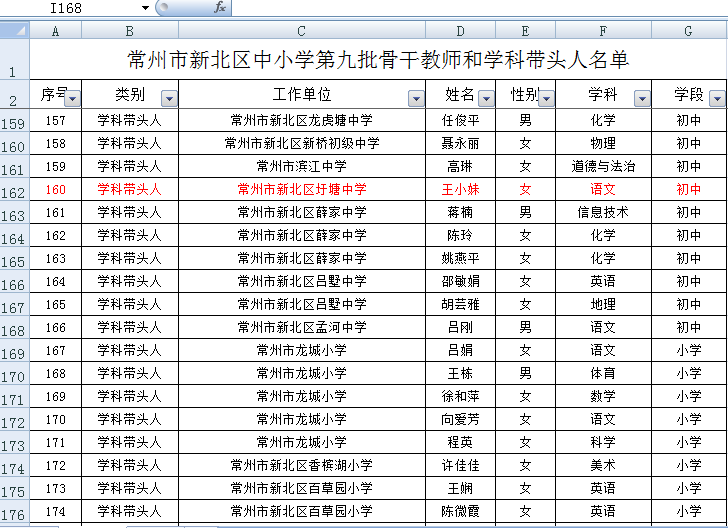 I168 fx
A B C D E F G
1 常州市新北区中小学第九批骨干教师和学科带头人名单
2 序号 类别 工作单位 姓名 性别 学科 学段
159 157 学科带头人 常州市新北区龙虎塘中学 任俊平 男 化学 初中
160 158 学科带头人 常州市新北区新桥初级中学 聂永丽 女 物理 初中
161 159 学科带头人 常州市滨江中学 高琳 女 道德与法治 初中
162 160 学科带头人 常州市新北区圩塘中学 王小妹 女 语文 初中
163 161 学科带头人 常州市新北区薛家中学 蒋楠 男 信息技术 初中
164 162 学科带头人 常州市新北区薛家中学 陈玲 女 化学 初中
165 163 学科带头人 常州市新北区薛家中学 姚燕平 女 化学 初中
166 164 学科带头人 常州市新北区吕墅中学 邵敏娟 女 英语 初中
167 165 学科带头人 常州市新北区吕墅中学 胡芸雅 女 地理 初中
168 166 学科带头人 常州市新北区孟河中学 吕刚 男 语文 初中
169 167 学科带头人 常州市龙城小学 吕娟 女 语文 小学
170 168 学科带头人 常州市龙城小学 王栋 男 体育 小学
171 169 学科带头人 常州市龙城小学 徐和萍 女 数学 小学
172 170 学科带头人 常州市龙城小学 向爱芳 女 语文 小学
173 171 学科带头人 常州市龙城小学 程英 女 科学 小学
174 172 学科带头人 常州市新北区香槟湖小学 许佳佳 女 美术 小学
175 173 学科带头人 常州市新北区百草园小学 王娴 女 英语 小学
176 174 学科带头人 常州市新北区百草园小学 陈微霞 女 英语 小学